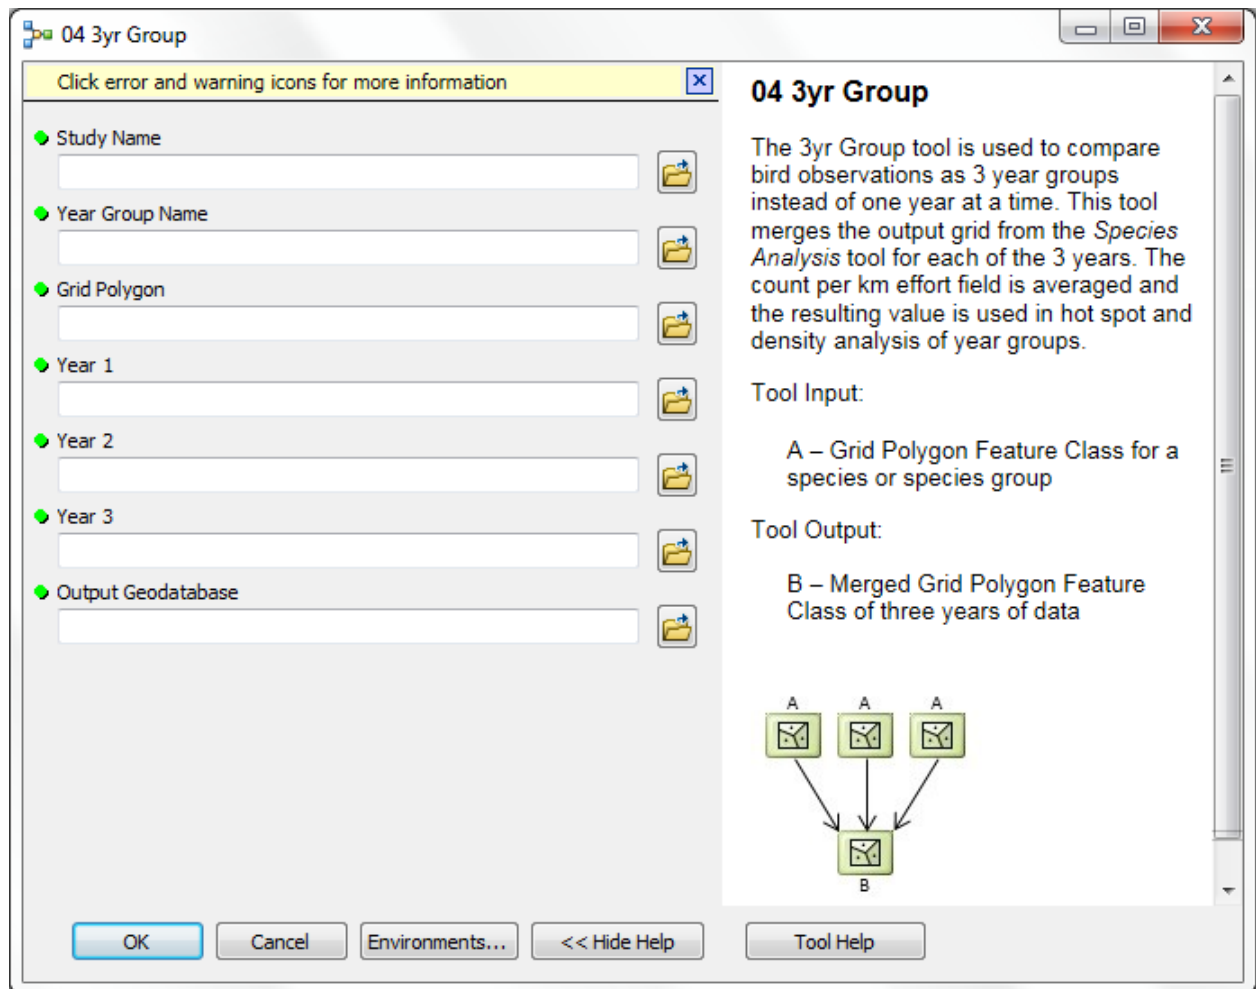 04 3yr Group
Click error and warning icons for more information
Study Name
Year Group Name
Grid Polygon
Year 1
Year 2
Year 3
Output Geodatabase
04 3yr Group
The 3yr Group tool is used to compare
bird observations as 3 year groups
instead of one year at a time. This tool
merges the output grid from the Species
Analysis tool for each of the 3 years. The
count per km effort field is averaged and
the resulting value is used in hot spot and
density analysis of year groups.
Tool Input:
A – Grid Polygon Feature Class for a
species or species group
Tool Output:
B – Merged Grid Polygon Feature
Class of three years of data
A A A
B
OK Cancel Environments... << Hide Help Tool Help